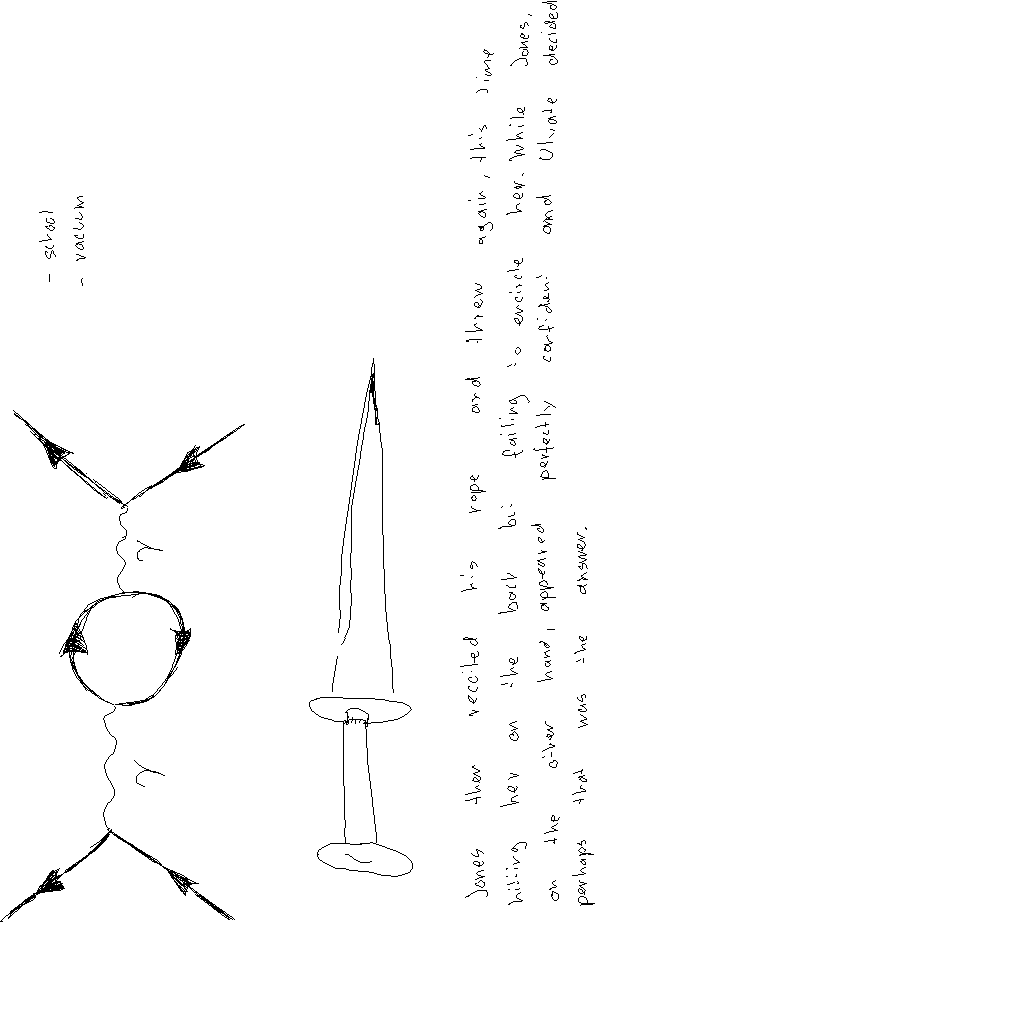 - school
- vacuum
γ
γ
Jones then recoiled his rope and threw again, this time
hitting her on the back but failing to encircle her. While Jones,
on the other hand, appeared perfectly confident and Ulvade decided
perhaps that was the answer.